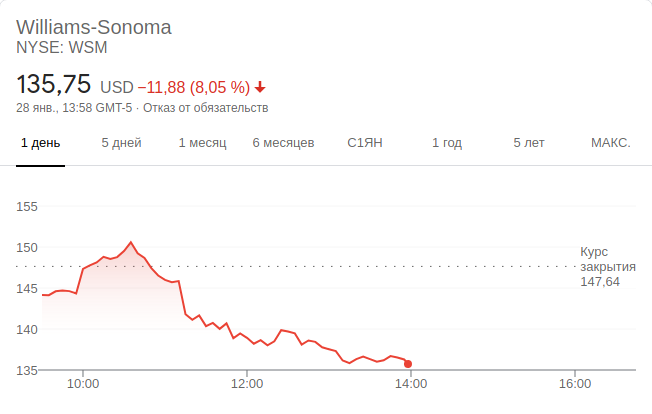 Williams-Sonoma
NYSE: WSM
135,75 USD −11,88 (8,05 %)
28 янв., 13:58 GMT-5 · Отказ от обязательств
1 день 5 дней 1 месяц 6 месяцев С1ЯН 1 год 5 лет МАКС.
155
150
Курс
закрытия
147,64
145
140
135
10:00 12:00 14:00 16:00